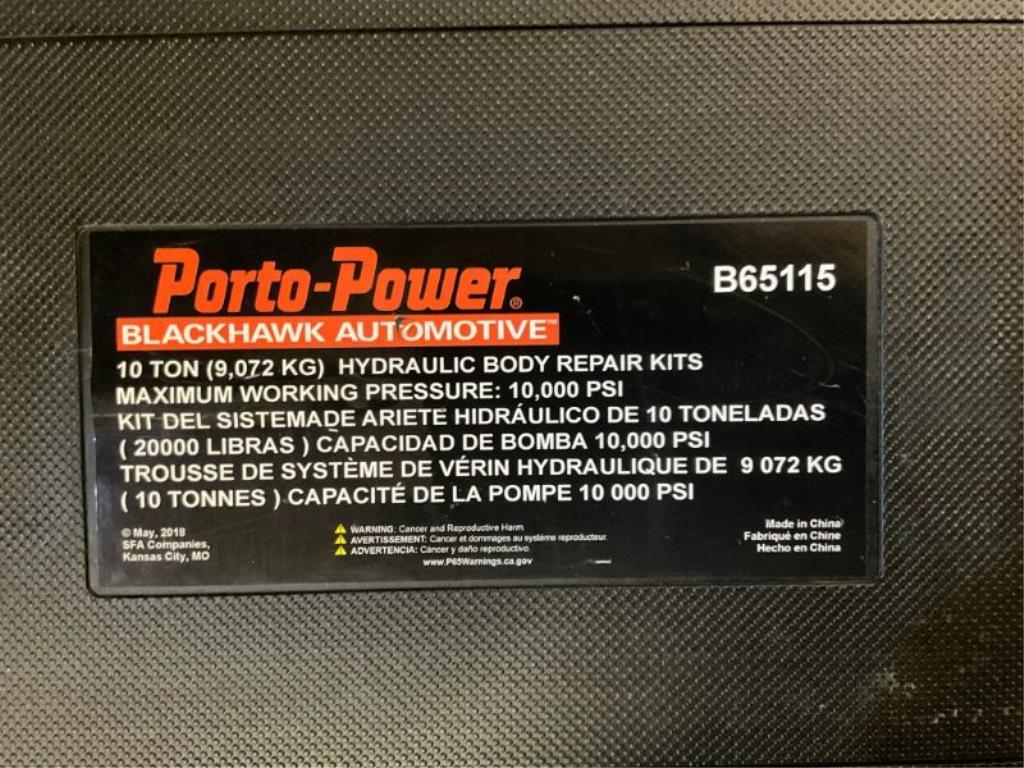 Porto-Power®
B65115
BLACKHAWK AUTOMOTIVE™
10 TON (9,072 KG) HYDRAULIC BODY REPAIR KITS
MAXIMUM WORKING PRESSURE: 10,000 PSI
KIT DEL SISTEMADE ARIETE HIDRÁULICO DE 10 TONELADAS
( 20000 LIBRAS ) CAPACIDAD DE BOMBA 10,000 PSI
TROUSSE DE SYSTÈME DE VÉRIN HYDRAULIQUE DE 9 072 KG
( 10 TONNES ) CAPACITÉ DE LA POMPE 10 000 PSI
© May, 2018
SFA Companies,
Kansas City, MO
WARNING: Cancer and Reproductive Harm
AVERTISSEMENT: Cancer et dommages au système reproducteur.
ADVERTENCIA: Cáncer y daño reproductivo.
www.P65Warnings.ca.gov
Made in China
Fabriqué en Chine
Hecho en China